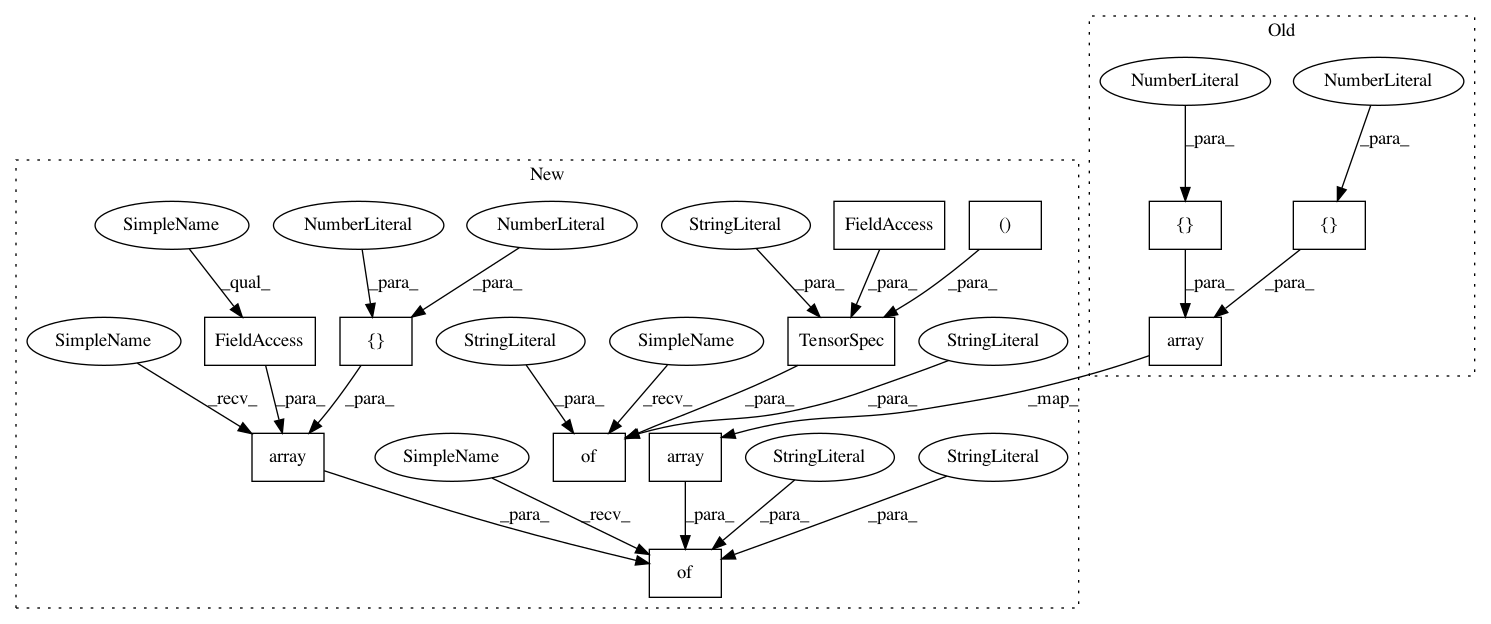 Old
NumberLiteral NumberLiteral
_para_ _para_
New
SimpleName NumberLiteral NumberLiteral StringLiteral FieldAccess () {} {}
_qual_ _para_ _para_ _para_ _para_ _para_ _para_ _para_
SimpleName FieldAccess {} StringLiteral SimpleName TensorSpec StringLiteral array
_recv_ _para_ _para_ _para_ _recv_ _para_ _para_ _map_
array SimpleName of array StringLiteral StringLiteral
_para_ _recv_ _para_ _para_ _para_
of